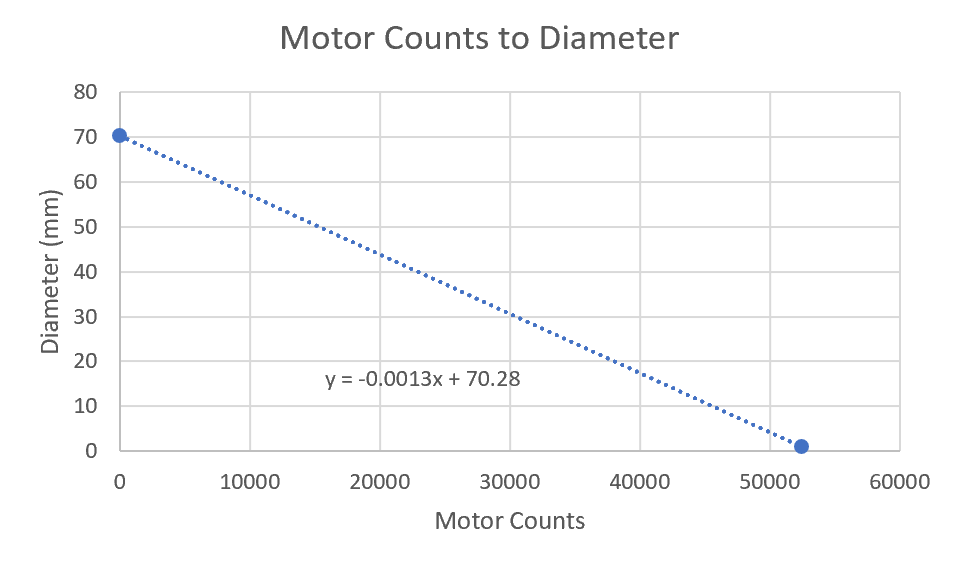 Motor Counts to Diameter
80
70
60
50
40
30
20
10
0
Diameter (mm)
y = -0.0013x + 70.28
0 10000 20000 30000 40000 50000 60000
Motor Counts